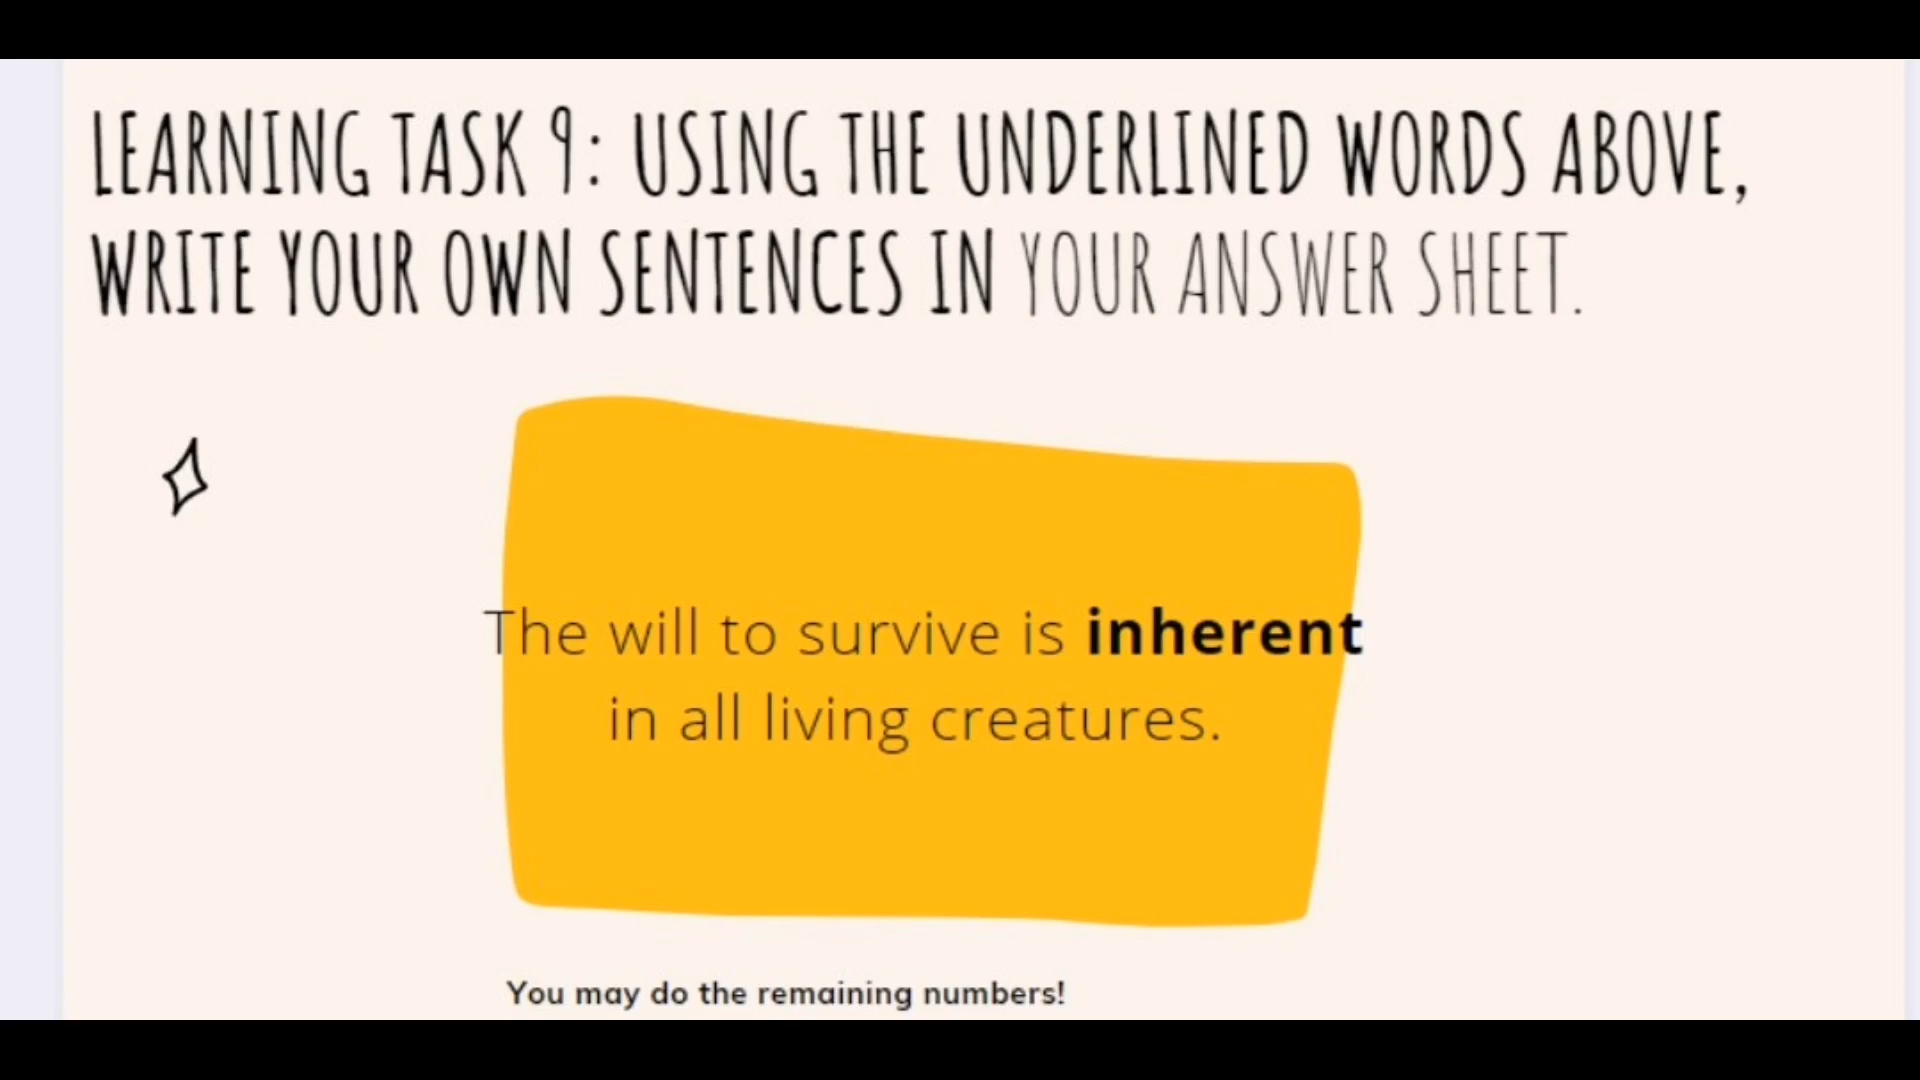 LEARNING TASK 9: USING THE UNDERLINED WORDS ABOVE,
WRITE YOUR OWN SENTENCES IN YOUR ANSWER SHEET.
The will to survive is inherent
in all living creatures.
You may do the remaining numbers!